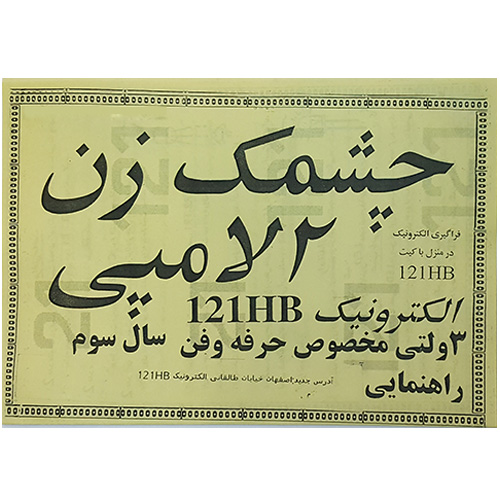 چشمک زن
۲ لامپی
فراگیری الکترونیک
در منزل با کیت
121HB
الکترونیک 121HB
۳ ولتی مخصوص حرفه وفن سال سوم
راهنمایی
آدرس جدید:اصفهان خیابان طالقانی الکترونیک 121HB